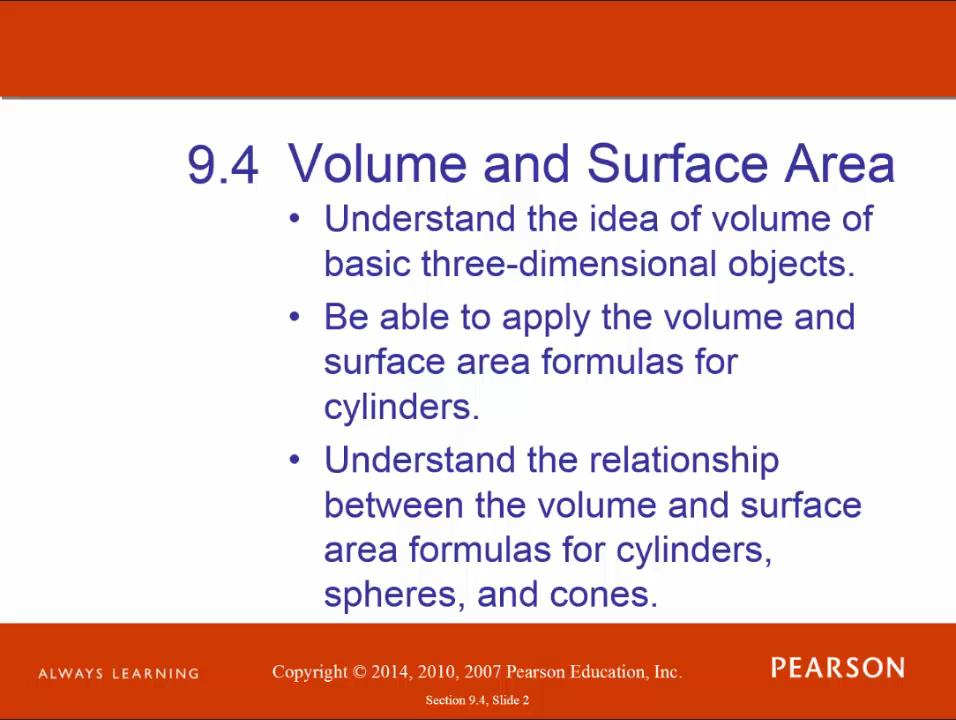 9.4 Volume and Surface Area
• Understand the idea of volume of
basic three-dimensional objects.
• Be able to apply the volume and
surface area formulas for
cylinders.
• Understand the relationship
between the volume and surface
area formulas for cylinders,
spheres, and cones.
ALWAYS LEARNING
Copyright © 2014, 2010, 2007 Pearson Education, Inc.
PEARSON
Section 9.4, Slide 2